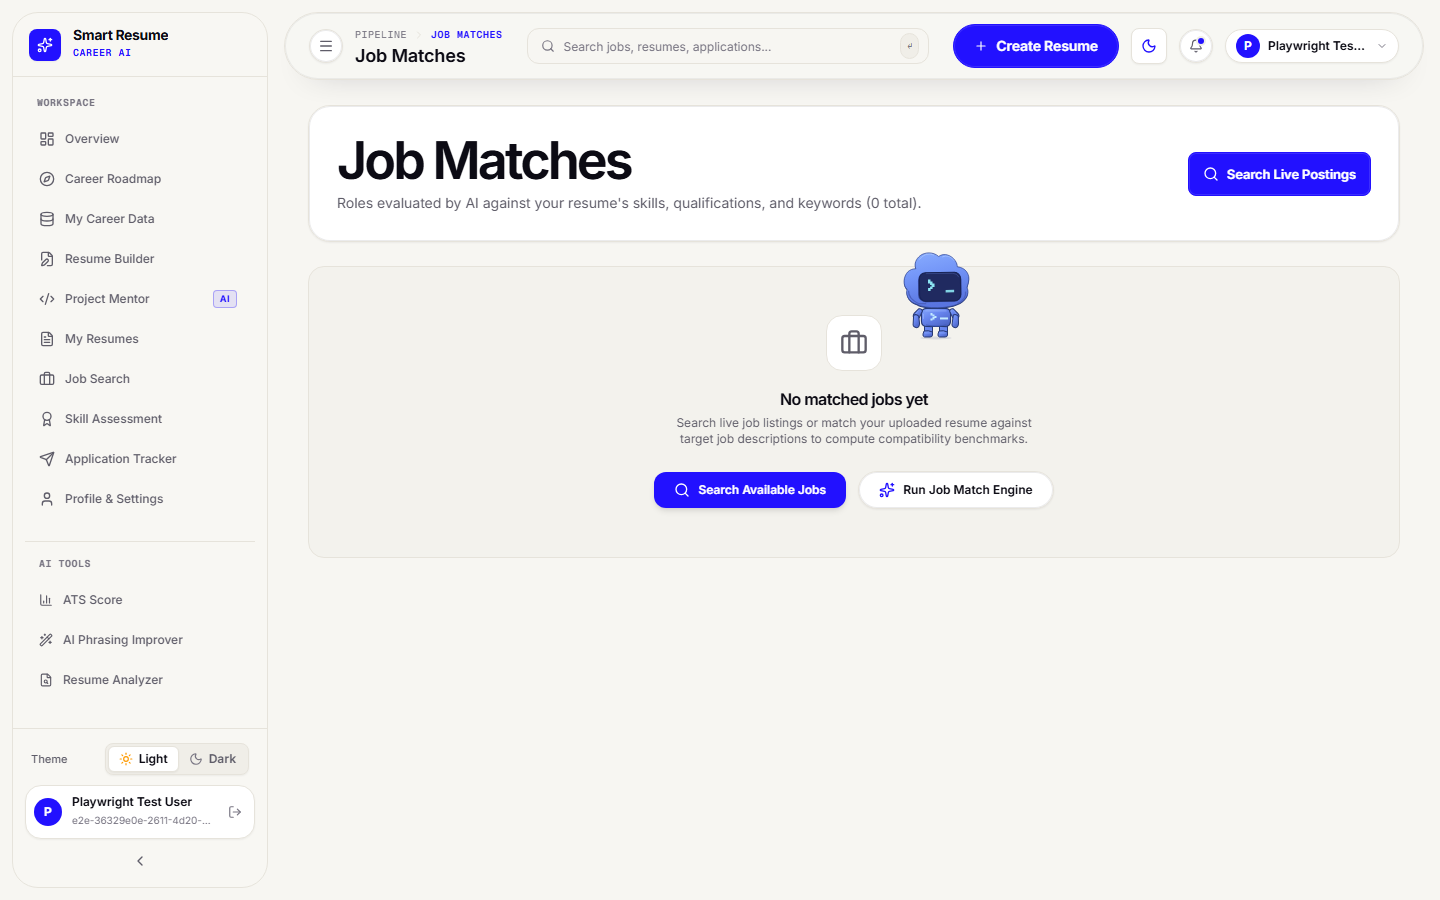 Smart Resume
CAREER AI
WORKSPACE
Overview
Career Roadmap
My Career Data
Resume Builder
Project Mentor
AI
My Resumes
Job Search
Skill Assessment
Application Tracker
Profile & Settings
AI TOOLS
ATS Score
AI Phrasing Improver
Resume Analyzer
Theme
Light
Dark
P
Playwright Test User
e2e-36329e0e-2611-4d20-...
PIPELINE
JOB MATCHES
Job Matches
Search jobs, resumes, applications...
Create Resume
P
Playwright Tes...
Job Matches
Roles evaluated by AI against your resume's skills, qualifications, and keywords (0 total).
Search Live Postings
No matched jobs yet
Search live job listings or match your uploaded resume against
target job descriptions to compute compatibility benchmarks.
Search Available Jobs
Run Job Match Engine